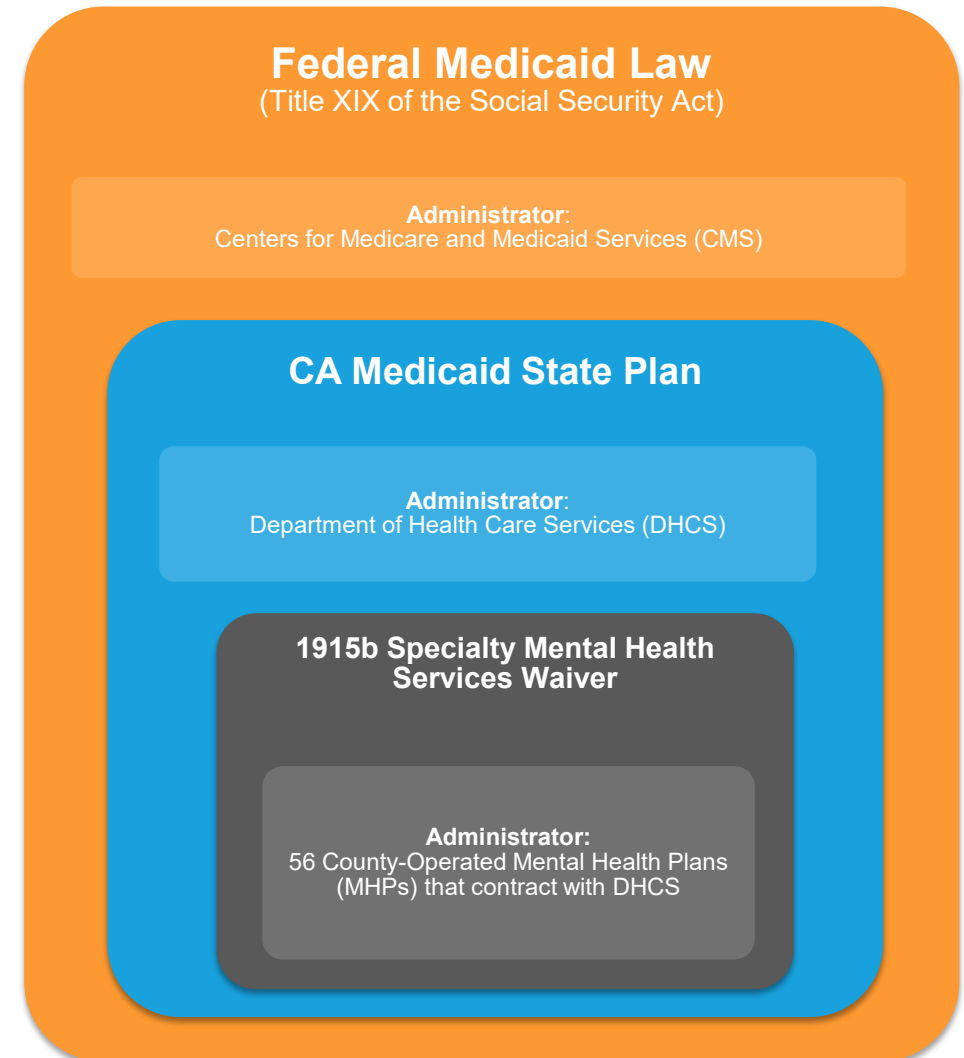 Federal Medicaid Law
(Title XIX of the Social Security Act)
Administrator:
Centers for Medicare and Medicaid Services (CMS)
CA Medicaid State Plan
Administrator:
Department of Health Care Services (DHCS)
1915b Specialty Mental Health
Services Waiver
Administrator:
56 County-Operated Mental Health Plans
(MHPs) that contract with DHCS